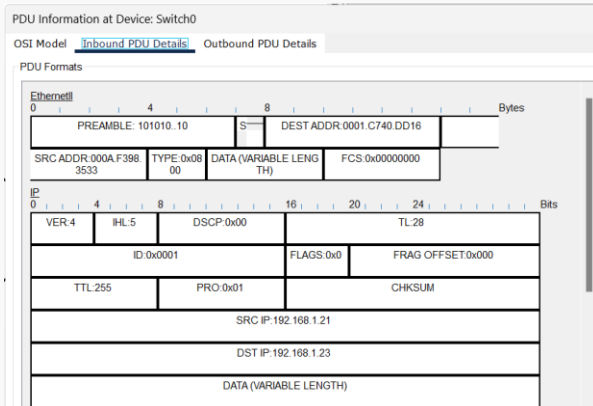 PDU Information at Device: Switch0
OSI Model Inbound PDU Details Outbound PDU Details
PDU Formats
EthernetII
0 4 8 Bytes
PREAMBLE: 101010..10 S DEST ADDR:0001.C740.DD16
SRC ADDR:000A.F398. TYPE:0x08 DATA (VARIABLE LENG FCS:0x00000000
3533 00 TH)
IP
0 4 8 16 20 24 Bits
VER:4 IHL:5 DSCP:0x00 TL:28
ID:0x0001 FLAGS:0x0 FRAG OFFSET:0x000
TTL:255 PRO:0x01 CHKSUM
SRC IP:192.168.1.21
DST IP:192.168.1.23
DATA (VARIABLE LENGTH)